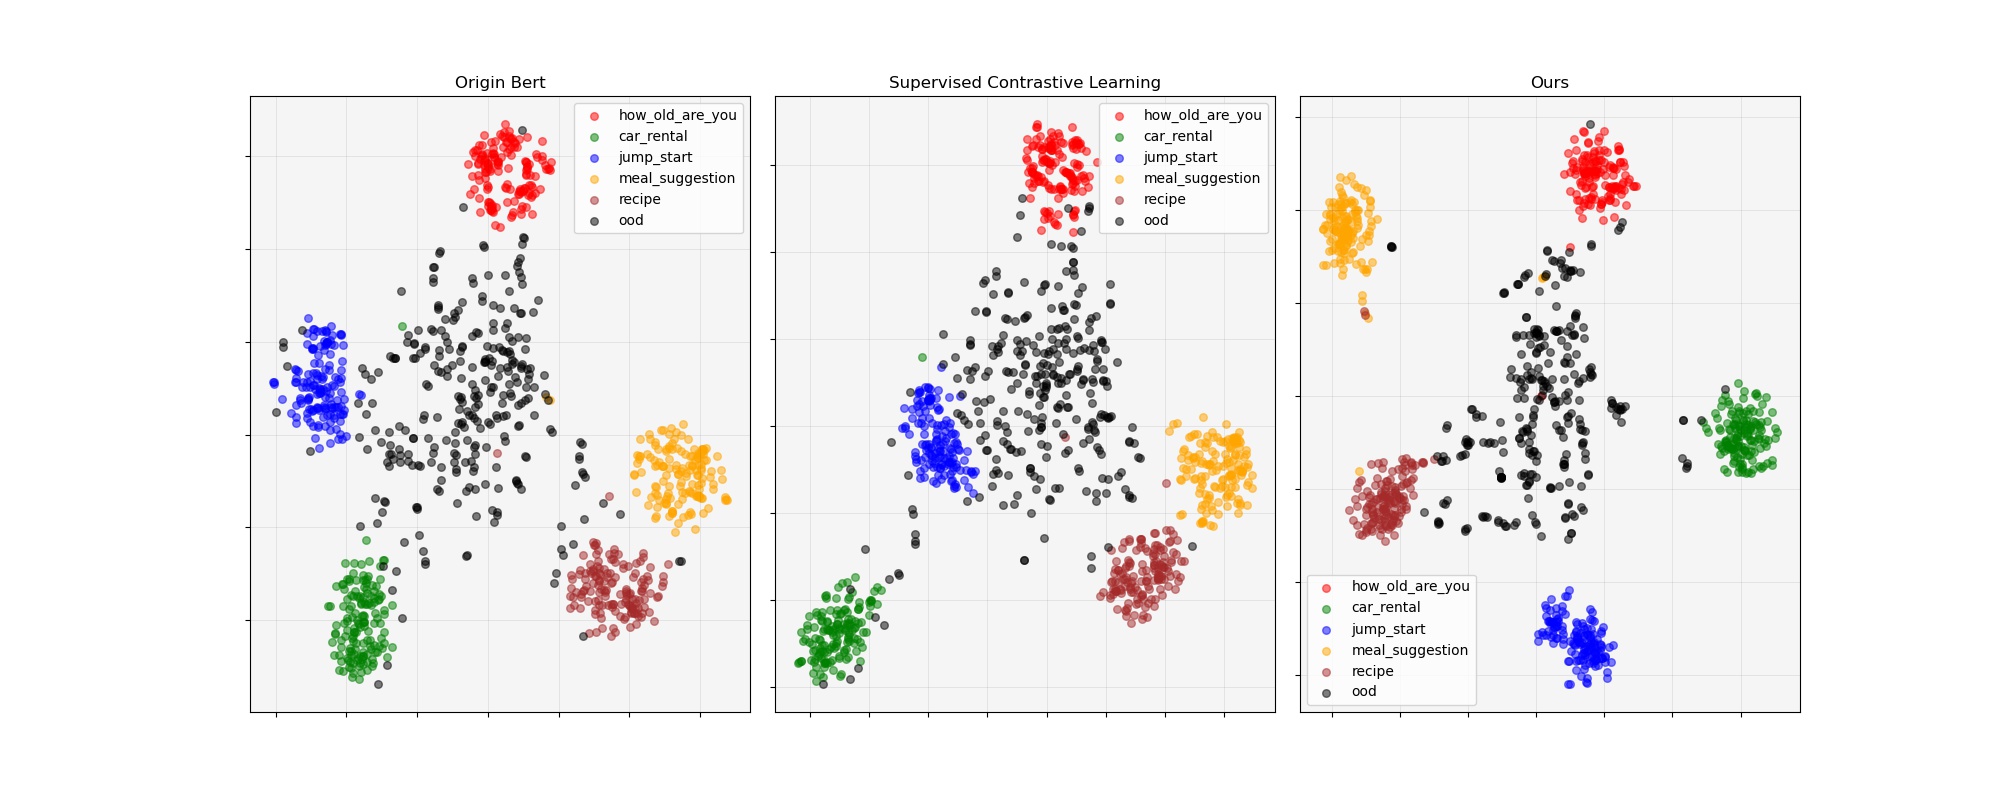 Origin Bert
how_old_are_you
car_rental
jump_start
meal_suggestion
recipe
ood
Supervised Contrastive Learning
how_old_are_you
car_rental
jump_start
meal_suggestion
recipe
ood
Ours
how_old_are_you
car_rental
jump_start
meal_suggestion
recipe
ood